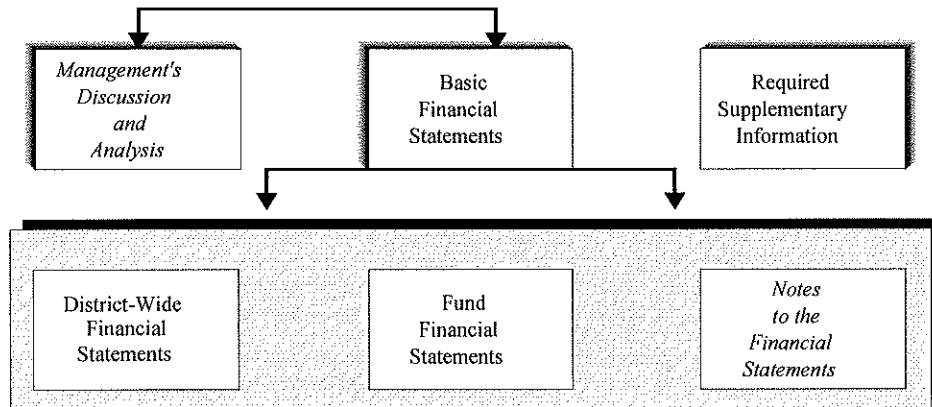 Management's
Discussion
and
Analysis
Basic
Financial
Statements
Required
Supplementary
Information
District-Wide
Financial
Statements
Fund
Financial
Statements
Notes
to the
Financial
Statements